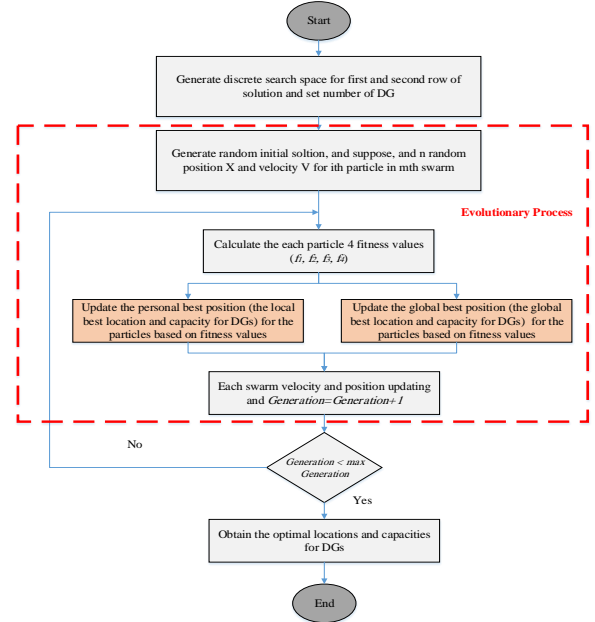 Start
Generate discrete search space for first and second row of
solution and set number of DG
Generate random initial soltion, and suppose, and n random
position X and velocity V for ith particle in mth swarm
Evolutionary Process
Calculate the each particle 4 fitness values
(f1, f2, f3, f4)
Update the personal best position (the local
best location and capacity for DGs) for the
particles based on fitness values
Update the global best position (the global
best location and capacity for DGs) for the
particles based on fitness values
Each swarm velocity and position updating
and Generation=Generation+1
No
Generation < max
Generation
Yes
Obtain the optimal locations and capacities
for DGs
End